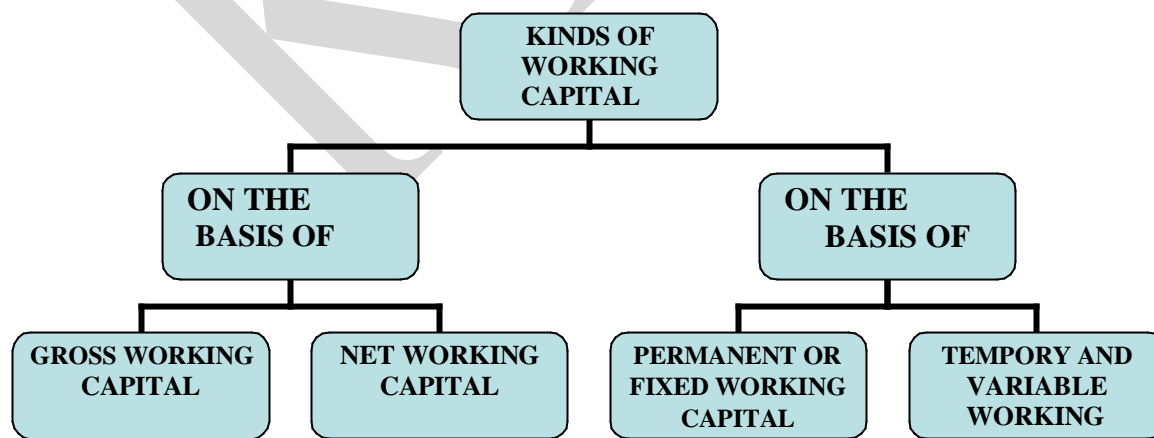 KINDS OF
WORKING
CAPITAL
ON THE
BASIS OF
ON THE
BASIS OF
GROSS WORKING
CAPITAL
NET WORKING
CAPITAL
PERMANENT OR
FIXED WORKING
CAPITAL
TEMPORY AND
VARIABLE
WORKING